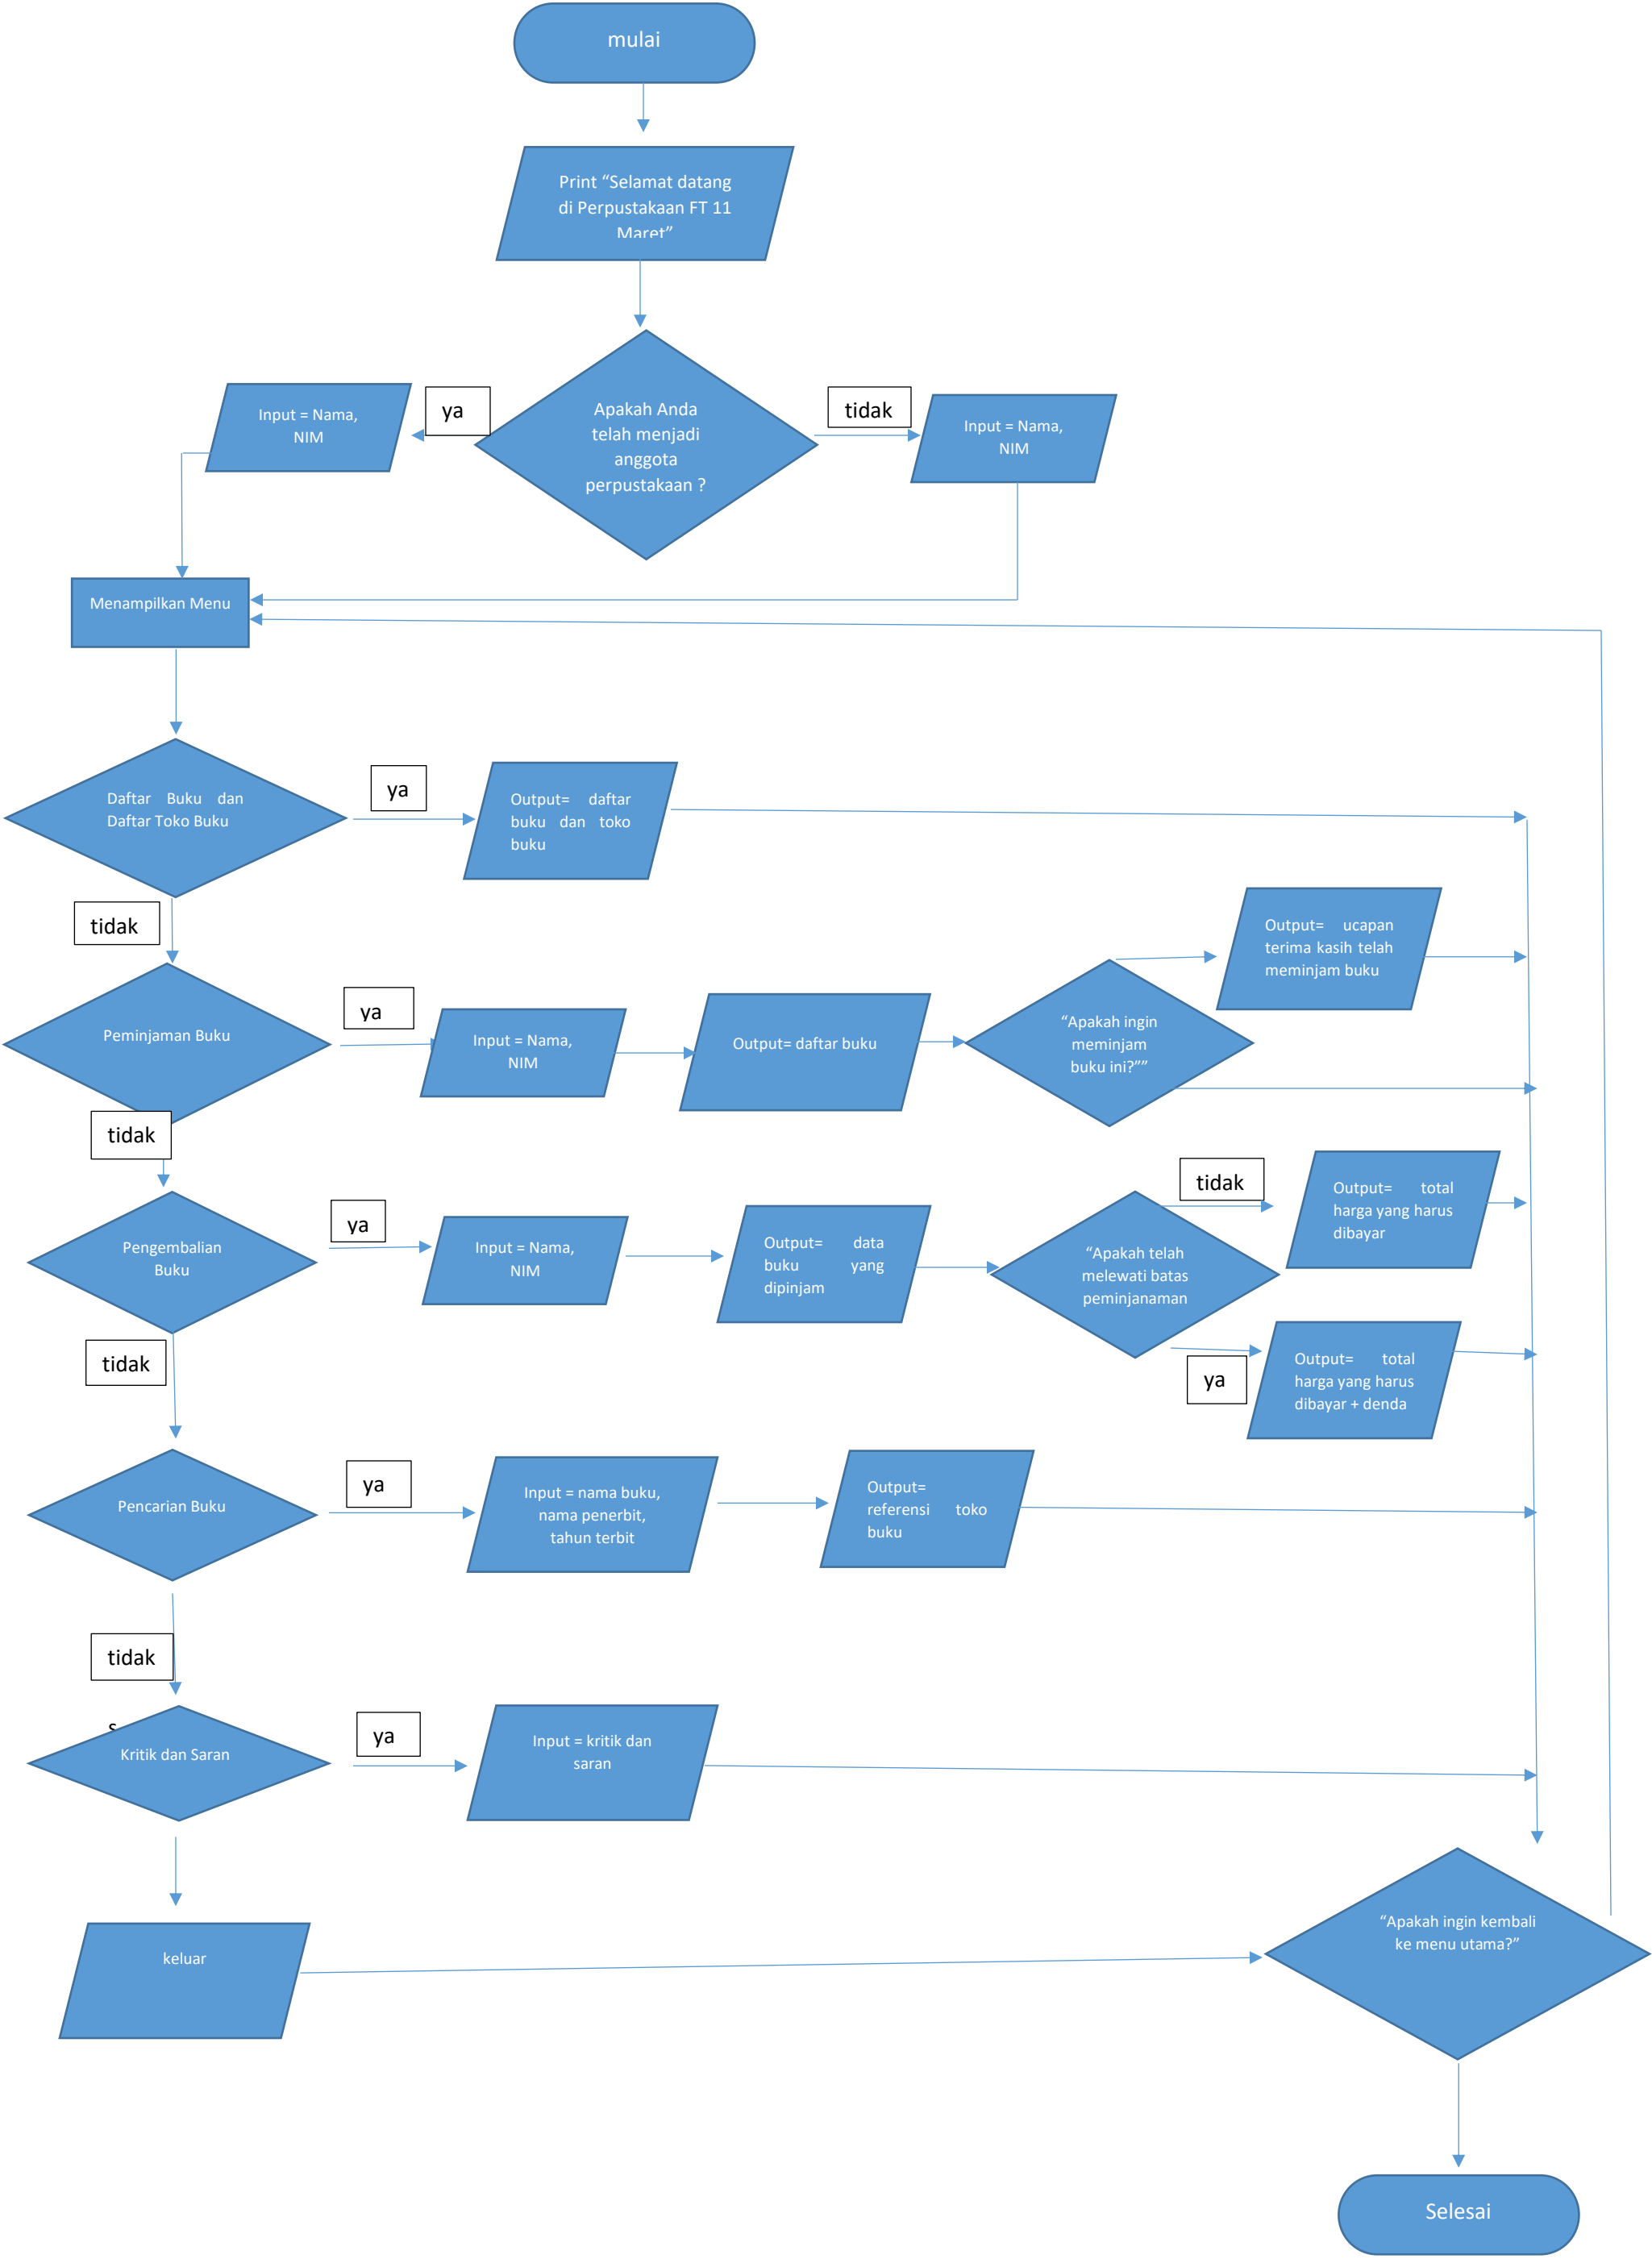 mulai
Print “Selamat datang
di Perpustakaan FT 11
Maret”
Apakah Anda
telah menjadi
anggota
perpustakaan ?
ya
Input = Nama,
NIM
tidak
Input = Nama,
NIM
Menampilkan Menu
Daftar Buku dan
Daftar Toko Buku
ya
Output= daftar
buku dan toko
buku
tidak
Peminjaman Buku
ya
Input = Nama,
NIM
Output= daftar buku
“Apakah ingin
meminjam
buku ini?””
Output= ucapan
terima kasih telah
meminjam buku
tidak
Pengembalian
Buku
ya
Input = Nama,
NIM
Output= data
buku yang
dipinjam
“Apakah telah
melewati batas
peminjanaman
tidak
Output= total
harga yang harus
dibayar
ya
Output= total
harga yang harus
dibayar + denda
tidak
Pencarian Buku
ya
Input = nama buku,
nama penerbit,
tahun terbit
Output=
referensi toko
buku
tidak
Kritik dan Saran
ya
Input = kritik dan
saran
keluar
“Apakah ingin kembali
ke menu utama?”
Selesai